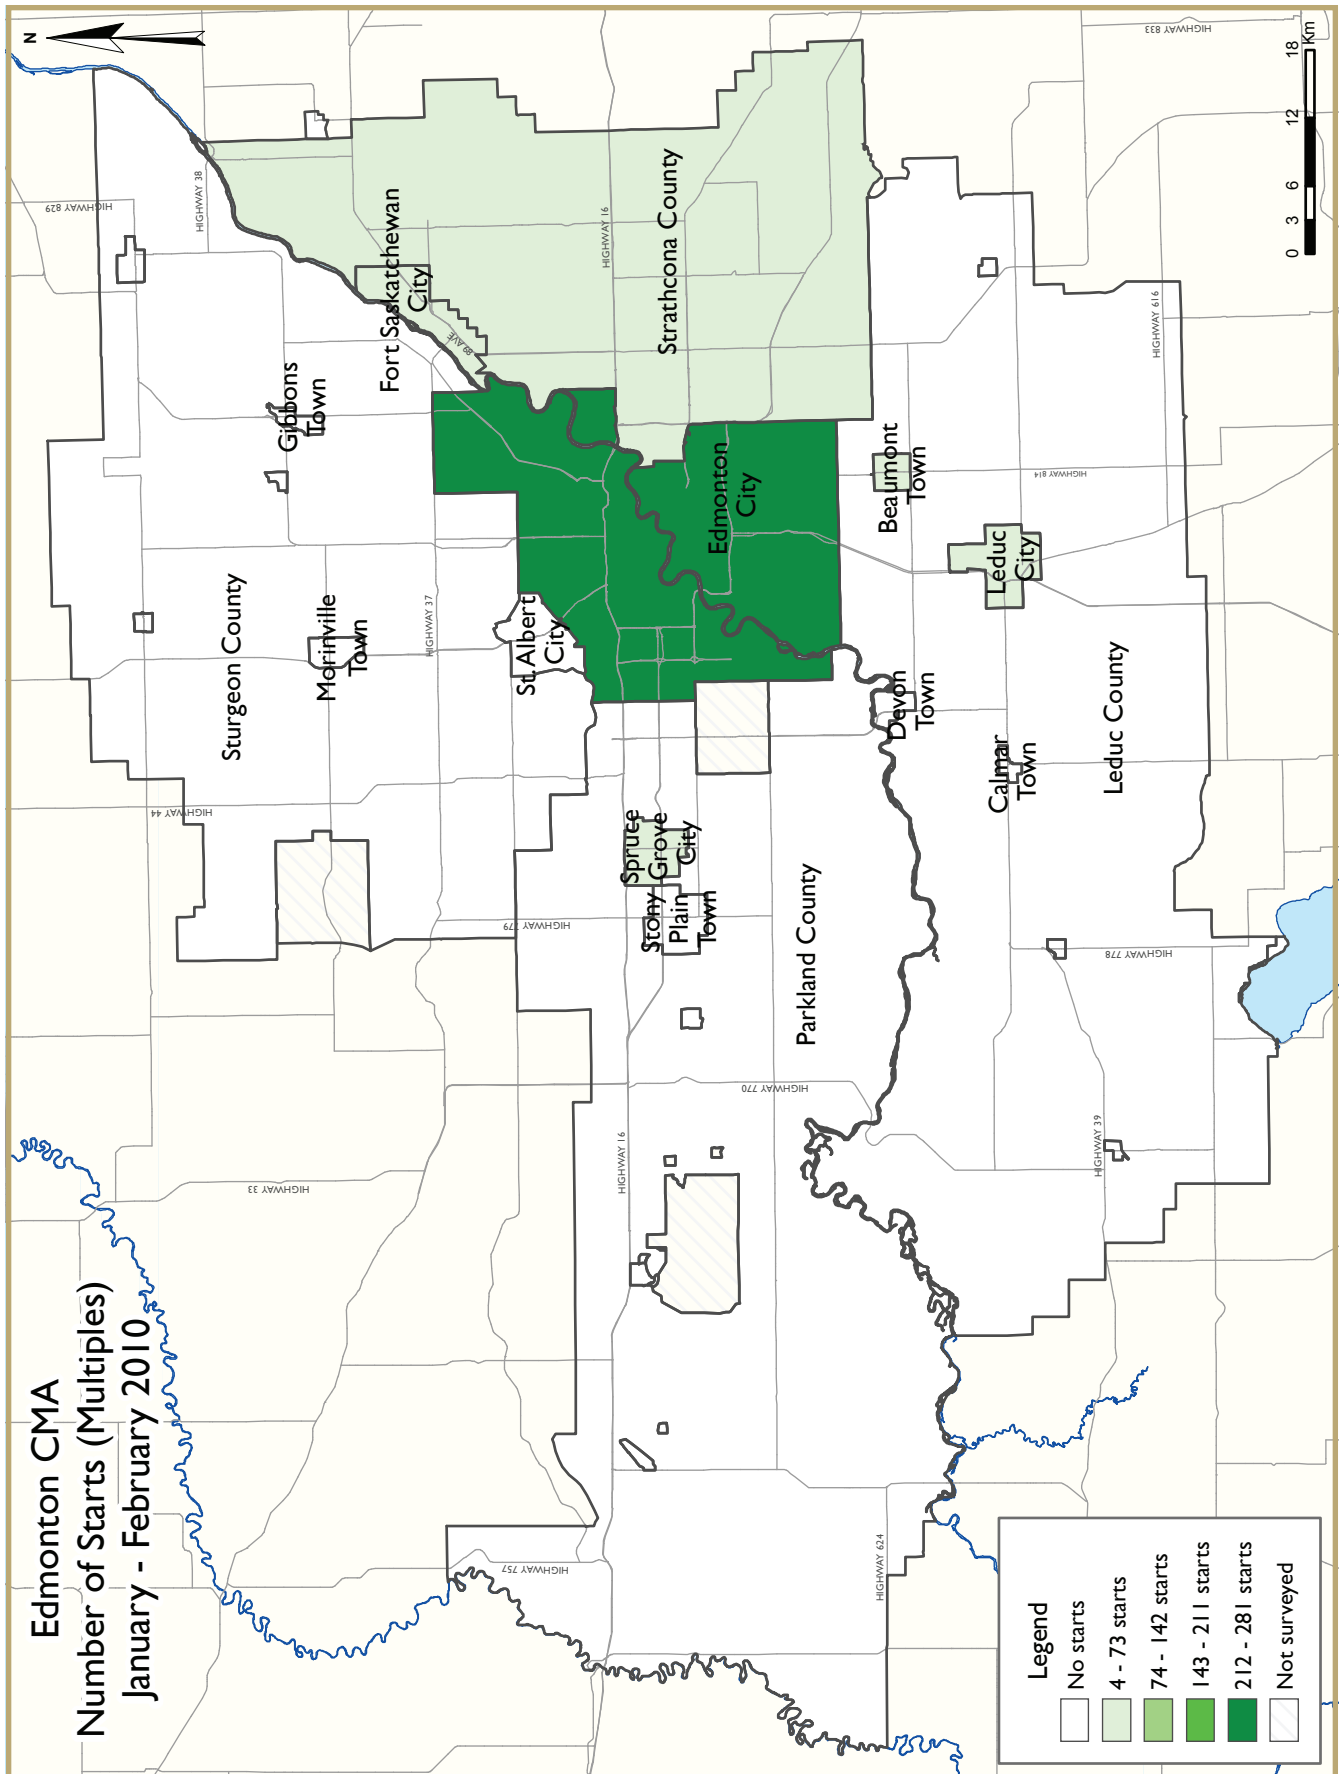 Edmonton CMA
Number of Starts (Multiples)
January - February 2010
N
HIGHWAY 829
HIGHWAY 38
HIGHWAY 833
Gibbons
Town
Fort Saskatchewan
City
89 AVE
HIGHWAY 16
Strathcona County
Sturgeon County
Morinville
Town
HIGHWAY 37
HIGHWAY 44
St. Albert
City
Edmonton
City
Beaumont
Town
HIGHWAY 814
HIGHWAY 616
Leduc
City
Leduc County
Devon
Town
Calmar
Town
Spruce
Grove
City
Stony
Plain
Town
HIGHWAY 779
Parkland County
HIGHWAY 778
HIGHWAY 770
HIGHWAY 16
HIGHWAY 39
HIGHWAY 33
HIGHWAY 757
HIGHWAY 624
0 3 6 12 18
Km
Legend
No starts
4 - 73 starts
74 - 142 starts
143 - 211 starts
212 - 281 starts
Not surveyed